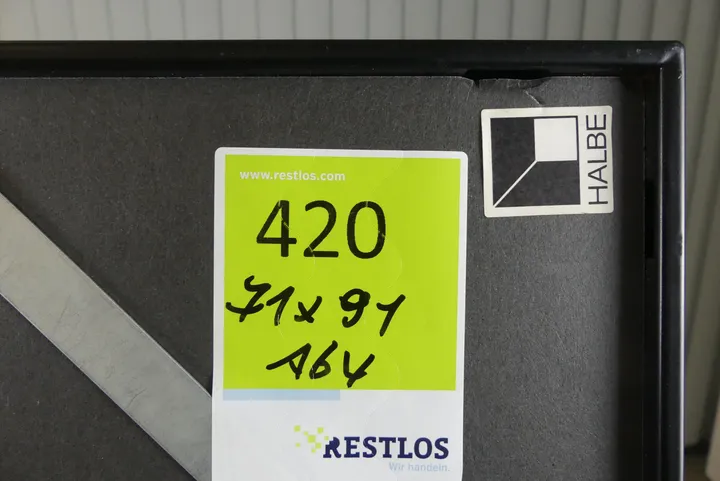 www.restlos.com
420
71x91
164
RESTLOS
Wir handeln.
HALBE